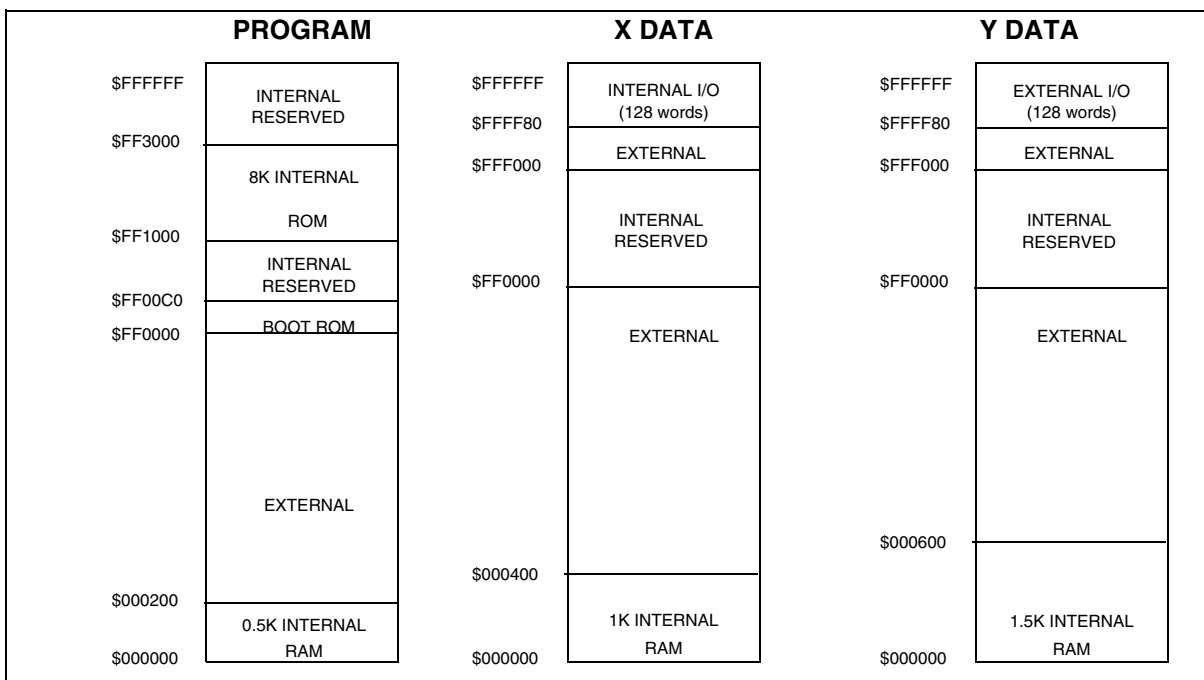 PROGRAM
$FFFFFF
INTERNAL
RESERVED
$FF3000
8K INTERNAL
ROM
$FF1000
INTERNAL
RESERVED
$FF00C0
BOOT ROM
$FF0000
EXTERNAL
$000200
0.5K INTERNAL
RAM
$000000
X DATA
$FFFFFF
INTERNAL I/O
(128 words)
$FFFF80
EXTERNAL
$FFF000
INTERNAL
RESERVED
$FF0000
EXTERNAL
$000400
1K INTERNAL
RAM
$000000
Y DATA
$FFFFFF
EXTERNAL I/O
(128 words)
$FFFF80
EXTERNAL
$FFF000
INTERNAL
RESERVED
$FF0000
EXTERNAL
$000600
1.5K INTERNAL
RAM
$000000